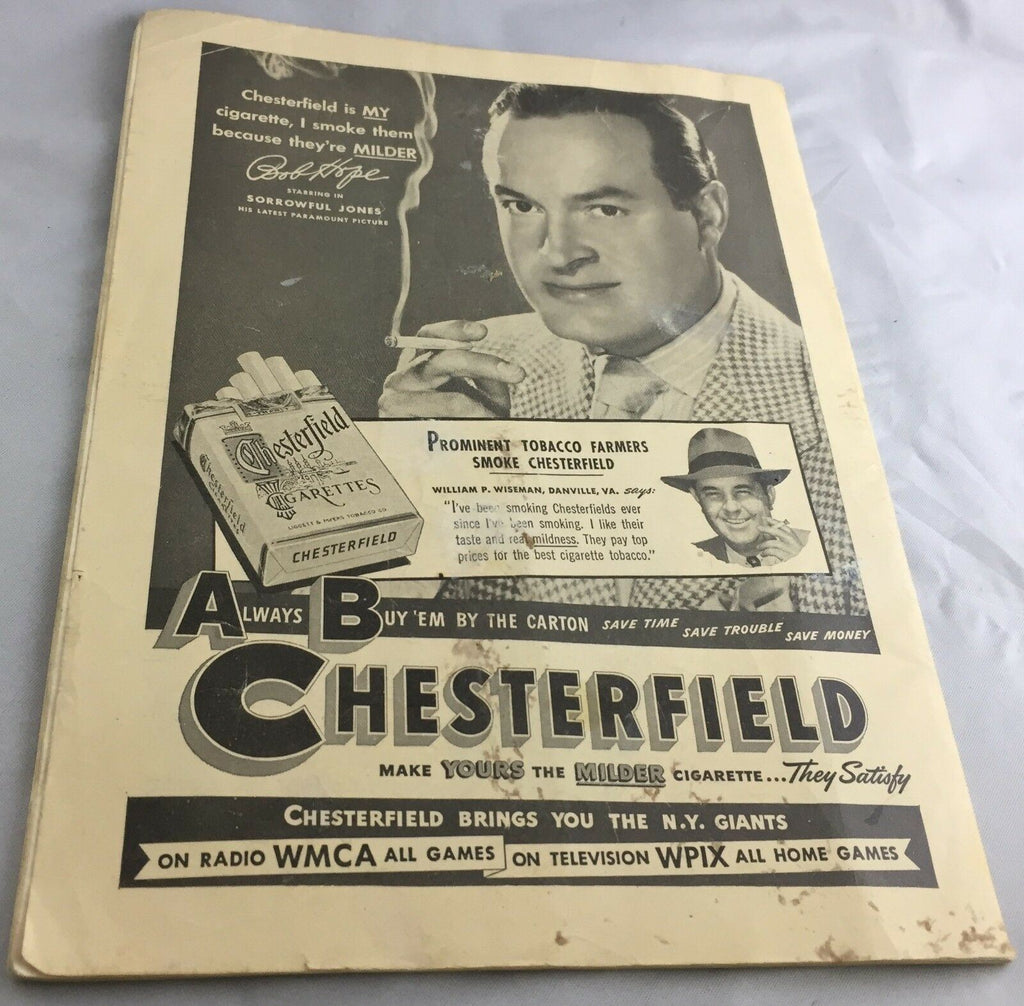 Chesterfield is MY
cigarette, I smoke them
because they're MILDER
Bob Hope
STARRING IN
SORROWFUL JONES
HIS LATEST PARAMOUNT PICTURE
Chesterfield
CIGARETTES
LIGGETT & MYERS TOBACCO CO
Chesterfield
CHESTERFIELD
PROMINENT TOBACCO FARMERS
SMOKE CHESTERFIELD
WILLIAM P. WISEMAN, DANVILLE, VA. says:
"I've been smoking Chesterfields ever
since I've been smoking. I like their
taste and real mildness. They pay top
prices for the best cigarette tobacco."
ALWAYS BUY 'EM BY THE CARTON SAVE TIME SAVE TROUBLE SAVE MONEY
CHESTERFIELD
MAKE YOURS THE MILDER CIGARETTE...They Satisfy
CHESTERFIELD BRINGS YOU THE N.Y. GIANTS
ON RADIO WMCA ALL GAMES ON TELEVISION WPIX ALL HOME GAMES